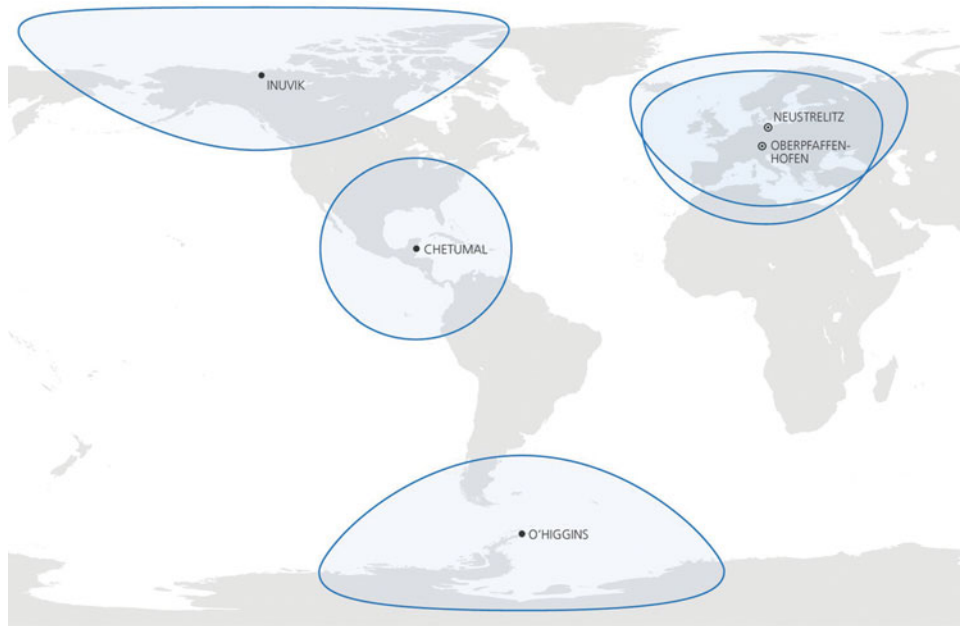 INUVIK
NEUSTRELITZ
OBERPFAFFEN-
HOFEN
CHETUMAL
O'HIGGINS